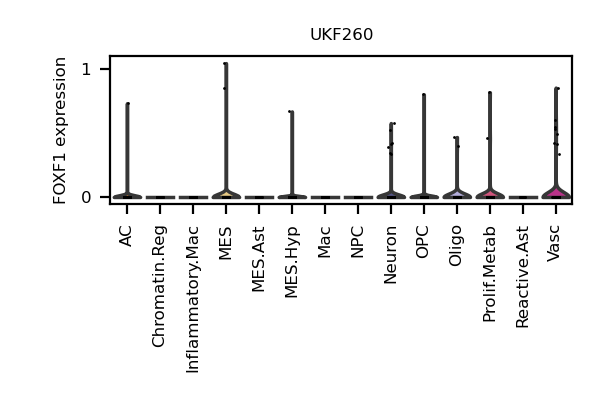 UKF260
FOXF1 expression
1
0
AC
Chromatin.Reg
Inflammatory.Mac
MES
MES.Ast
MES.Hyp
Mac
NPC
Neuron
OPC
Oligo
Prolif.Metab
Reactive.Ast
Vasc